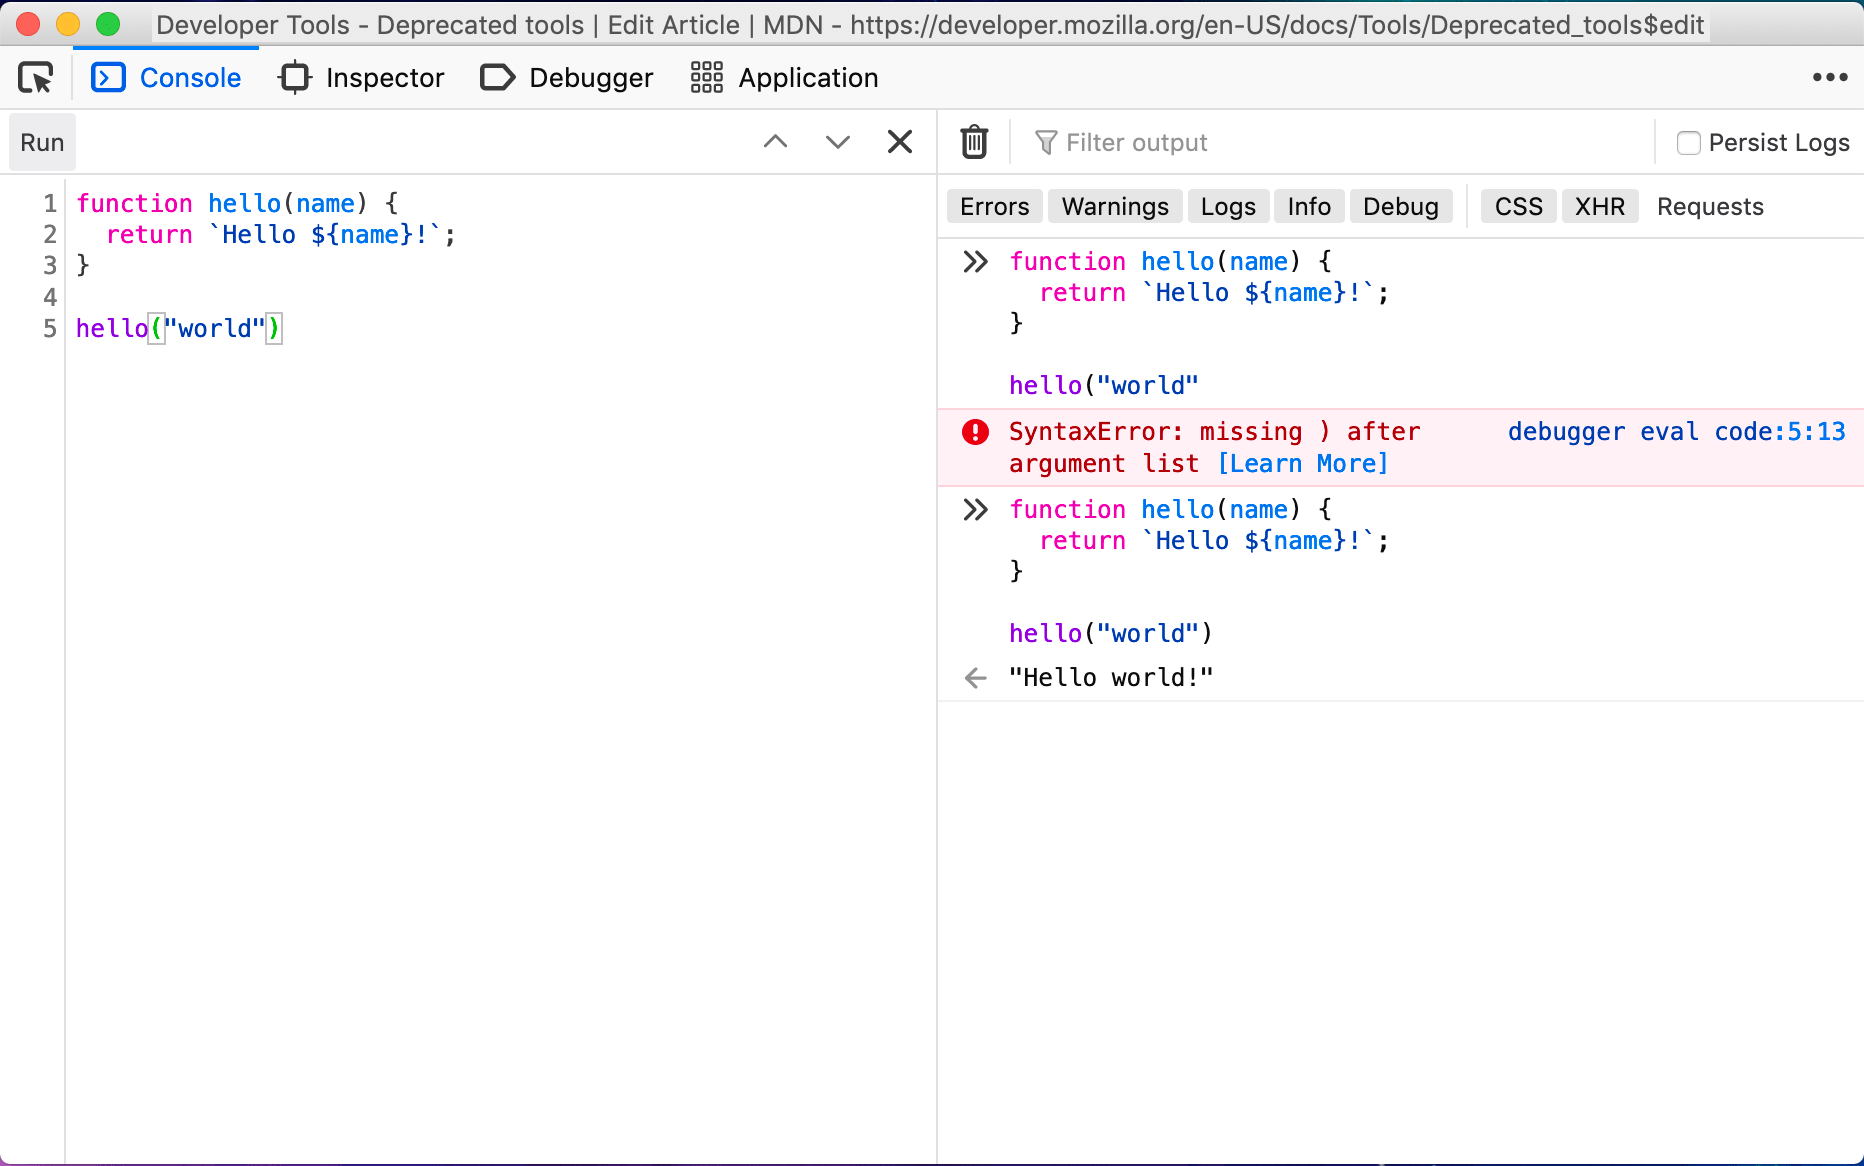 Developer Tools - Deprecated tools | Edit Article | MDN - https://developer.mozilla.org/en-US/docs/Tools/Deprecated_tools$edit
Console Inspector Debugger Application
Run
1 function hello(name) {
2   return `Hello ${name}!`;
3 }
4
5 hello("world")
Filter output Persist Logs
Errors Warnings Logs Info Debug CSS XHR Requests
function hello(name) {
  return `Hello ${name}!`;
}
hello("world"
SyntaxError: missing ) after debugger eval code:5:13
argument list [Learn More]
function hello(name) {
  return `Hello ${name}!`;
}
hello("world")
"Hello world!"